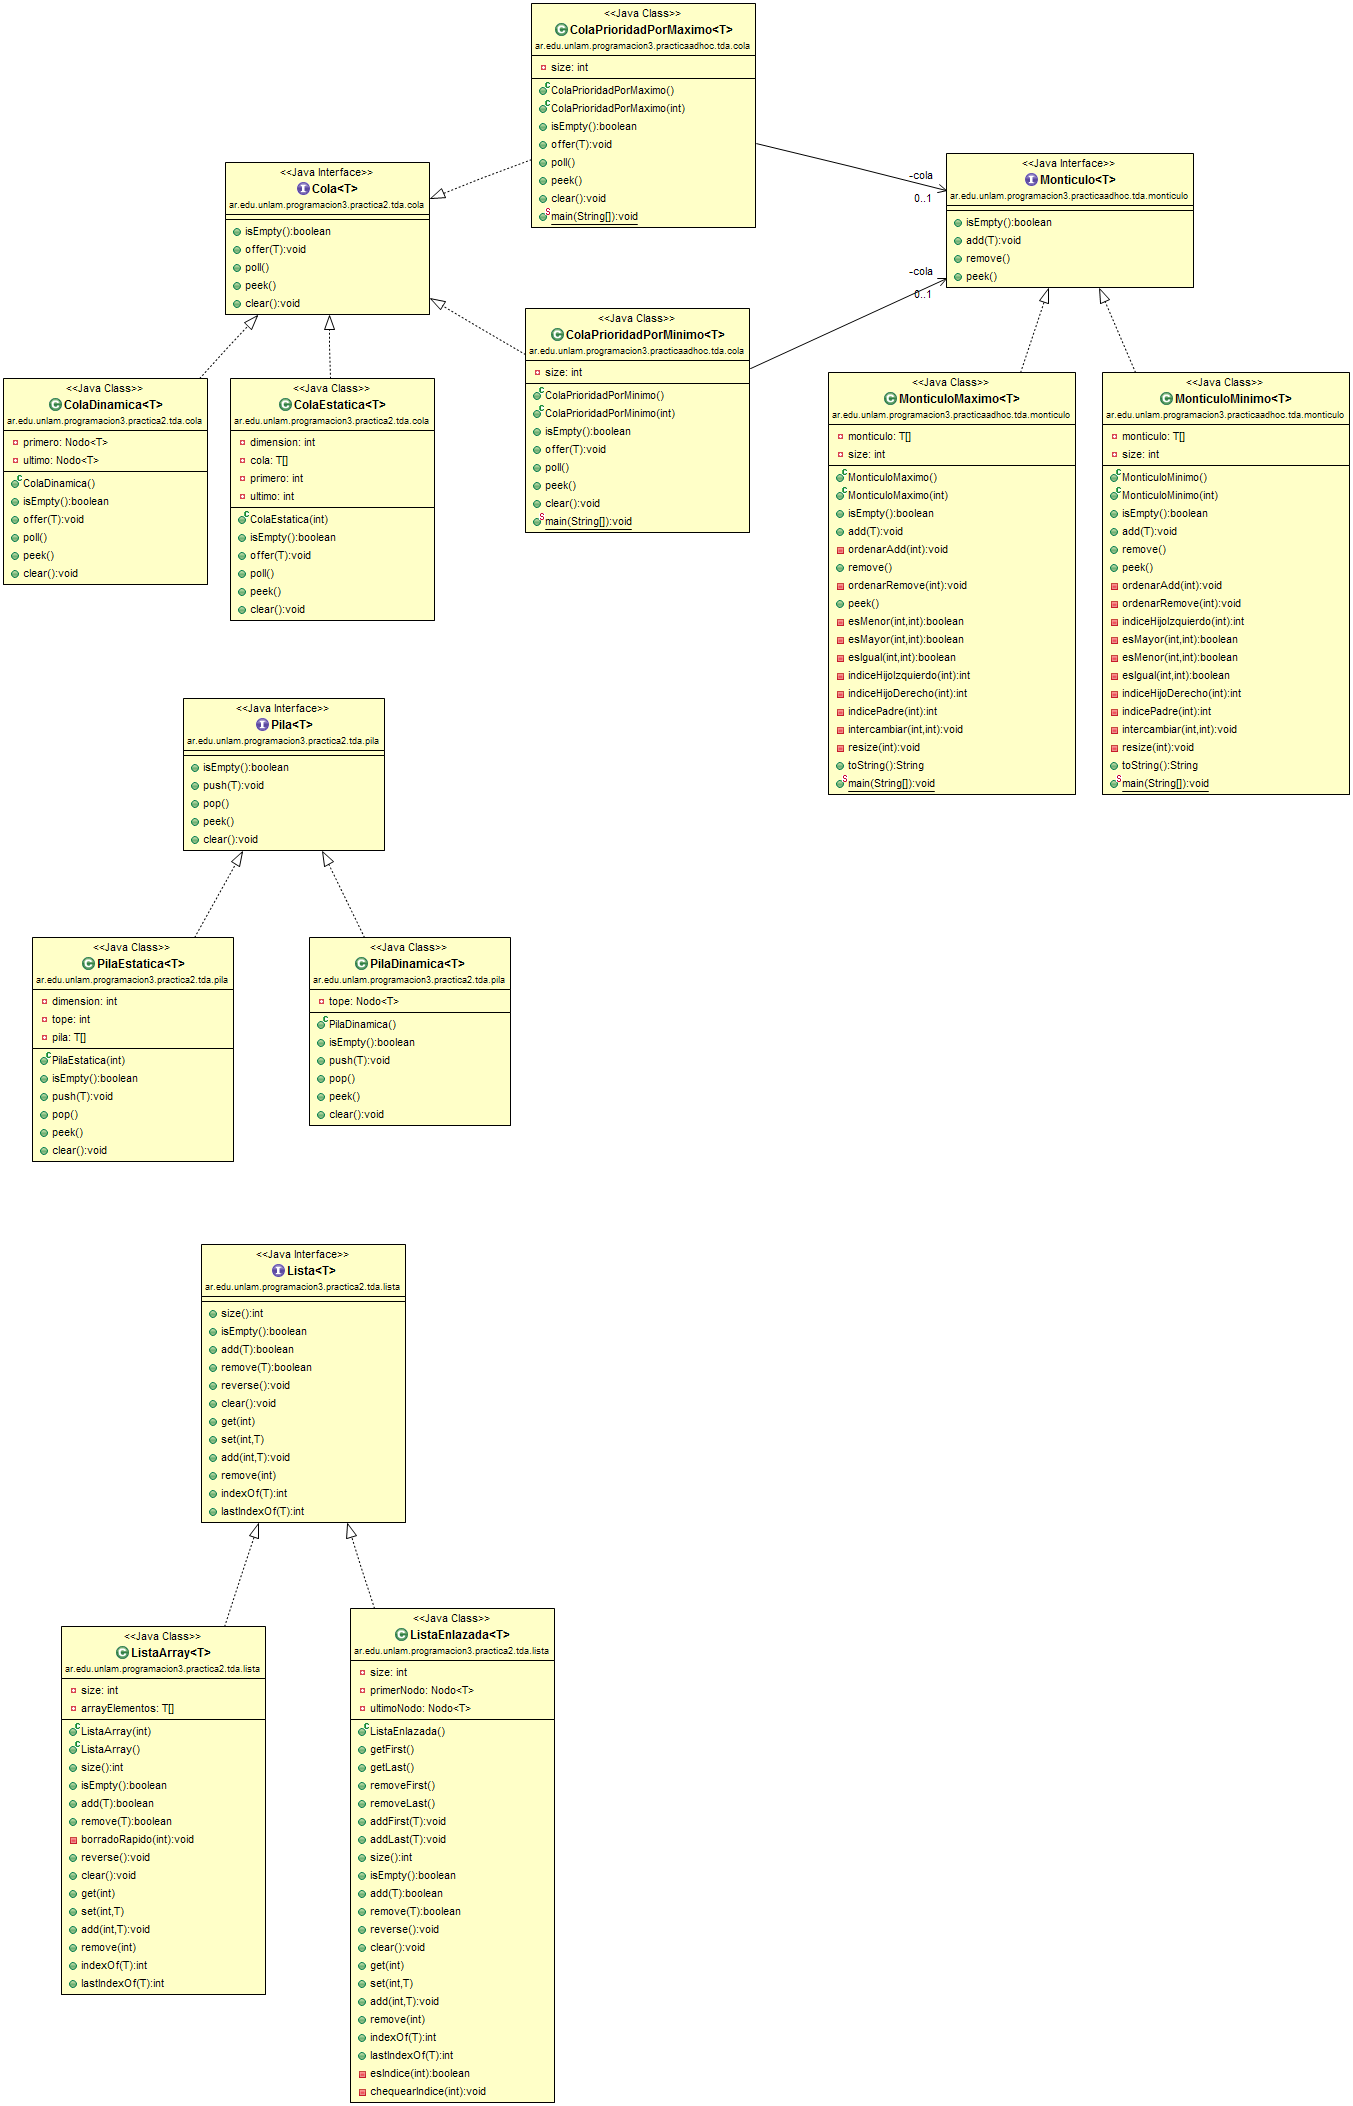 <<Java Class>>
ColaPrioridadPorMaximo<T>
ar.edu.unlam.programacion3.practicaadhoc.tda.cola
size: int
ColaPrioridadPorMaximo()
ColaPrioridadPorMaximo(int)
isEmpty():boolean
offer(T):void
poll()
peek()
clear():void
main(String[]):void
<<Java Interface>>
Cola<T>
ar.edu.unlam.programacion3.practica2.tda.cola
isEmpty():boolean
offer(T):void
poll()
peek()
clear():void
-cola
0..1
<<Java Interface>>
Monticulo<T>
ar.edu.unlam.programacion3.practicaadhoc.tda.monticulo
isEmpty():boolean
add(T):void
remove()
peek()
-cola
0..1
<<Java Class>>
ColaPrioridadPorMinimo<T>
ar.edu.unlam.programacion3.practicaadhoc.tda.cola
size: int
ColaPrioridadPorMinimo()
ColaPrioridadPorMinimo(int)
isEmpty():boolean
offer(T):void
poll()
peek()
clear():void
main(String[]):void
<<Java Class>>
ColaDinamica<T>
ar.edu.unlam.programacion3.practica2.tda.cola
primero: Nodo<T>
ultimo: Nodo<T>
ColaDinamica()
isEmpty():boolean
offer(T):void
poll()
peek()
clear():void
<<Java Class>>
ColaEstatica<T>
ar.edu.unlam.programacion3.practica2.tda.cola
dimension: int
cola: T[]
primero: int
ultimo: int
ColaEstatica(int)
isEmpty():boolean
offer(T):void
poll()
peek()
clear():void
<<Java Class>>
MonticuloMaximo<T>
ar.edu.unlam.programacion3.practicaadhoc.tda.monticulo
monticulo: T[]
size: int
MonticuloMaximo()
MonticuloMaximo(int)
isEmpty():boolean
add(T):void
ordenarAdd(int):void
remove()
ordenarRemove(int):void
peek()
esMenor(int,int):boolean
esMayor(int,int):boolean
esIgual(int,int):boolean
indiceHijoIzquierdo(int):int
indiceHijoDerecho(int):int
indicePadre(int):int
intercambiar(int,int):void
resize(int):void
toString():String
main(String[]):void
<<Java Class>>
MonticuloMinimo<T>
ar.edu.unlam.programacion3.practicaadhoc.tda.monticulo
monticulo: T[]
size: int
MonticuloMinimo()
MonticuloMinimo(int)
isEmpty():boolean
add(T):void
remove()
peek()
ordenarAdd(int):void
ordenarRemove(int):void
indiceHijoIzquierdo(int):int
esMayor(int,int):boolean
esMenor(int,int):boolean
esIgual(int,int):boolean
indiceHijoDerecho(int):int
indicePadre(int):int
intercambiar(int,int):void
resize(int):void
toString():String
main(String[]):void
<<Java Interface>>
Pila<T>
ar.edu.unlam.programacion3.practica2.tda.pila
isEmpty():boolean
push(T):void
pop()
peek()
clear():void
<<Java Class>>
PilaEstatica<T>
ar.edu.unlam.programacion3.practica2.tda.pila
dimension: int
tope: int
pila: T[]
PilaEstatica(int)
isEmpty():boolean
push(T):void
pop()
peek()
clear():void
<<Java Class>>
PilaDinamica<T>
ar.edu.unlam.programacion3.practica2.tda.pila
tope: Nodo<T>
PilaDinamica()
isEmpty():boolean
push(T):void
pop()
peek()
clear():void
<<Java Interface>>
Lista<T>
ar.edu.unlam.programacion3.practica2.tda.lista
size():int
isEmpty():boolean
add(T):boolean
remove(T):boolean
reverse():void
clear():void
get(int)
set(int,T)
add(int,T):void
remove(int)
indexOf(T):int
lastIndexOf(T):int
<<Java Class>>
ListaArray<T>
ar.edu.unlam.programacion3.practica2.tda.lista
size: int
arrayElementos: T[]
ListaArray(int)
ListaArray()
size():int
isEmpty():boolean
add(T):boolean
remove(T):boolean
borradoRapido(int):void
reverse():void
clear():void
get(int)
set(int,T)
add(int,T):void
remove(int)
indexOf(T):int
lastIndexOf(T):int
<<Java Class>>
ListaEnlazada<T>
ar.edu.unlam.programacion3.practica2.tda.lista
size: int
primerNodo: Nodo<T>
ultimoNodo: Nodo<T>
ListaEnlazada()
getFirst()
getLast()
removeFirst()
removeLast()
addFirst(T):void
addLast(T):void
size():int
isEmpty():boolean
add(T):boolean
remove(T):boolean
reverse():void
clear():void
get(int)
set(int,T)
add(int,T):void
remove(int)
indexOf(T):int
lastIndexOf(T):int
esIndice(int):boolean
chequearIndice(int):void